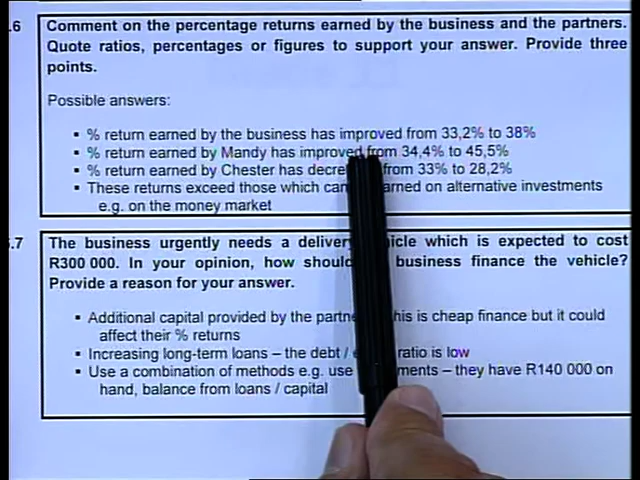 .6 Comment on the percentage returns earned by the business and the partners.
Quote ratios, percentages or figures to support your answer. Provide three
points.
Possible answers:
▪ % return earned by the business has improved from 33,2% to 38%
▪ % return earned by Mandy has improved from 34,4% to 45,5%
▪ % return earned by Chester has decre from 33% to 28,2%
▪ These returns exceed those which can arned on alternative investments
e.g. on the money market
.7 The business urgently needs a delivery icle which is expected to cost
R300 000. In your opinion, how shoul business finance the vehicle?
Provide a reason for your answer.
▪ Additional capital provided by the partne his is cheap finance but it could
affect their % returns
▪ Increasing long-term loans – the debt / e ratio is low
▪ Use a combination of methods e.g. use ments – they have R140 000 on
hand, balance from loans / capital